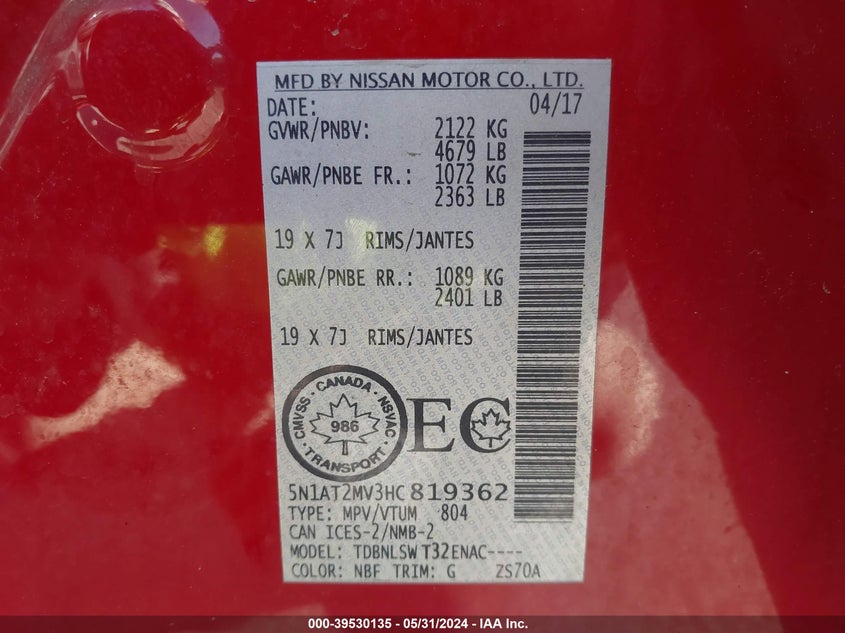 MFD BY NISSAN MOTOR CO., LTD.
DATE: 04/17
GVWR/PNBV: 2122 KG
4679 LB
GAWR/PNBE FR.: 1072 KG
2363 LB
19 X 7J RIMS/JANTES
GAWR/PNBE RR.: 1089 KG
2401 LB
19 X 7J RIMS/JANTES
CMVSS · CANADA · NSVAC · TRANSPORT ·
986
EC
5N1AT2MV3HC819362
TYPE: MPV/VTUM 804
CAN ICES-2/NMB-2
MODEL: TDBNLSW T32ENAC----
COLOR: NBF TRIM: G ZS70A
000-39530135 - 05/31/2024 - IAA Inc.